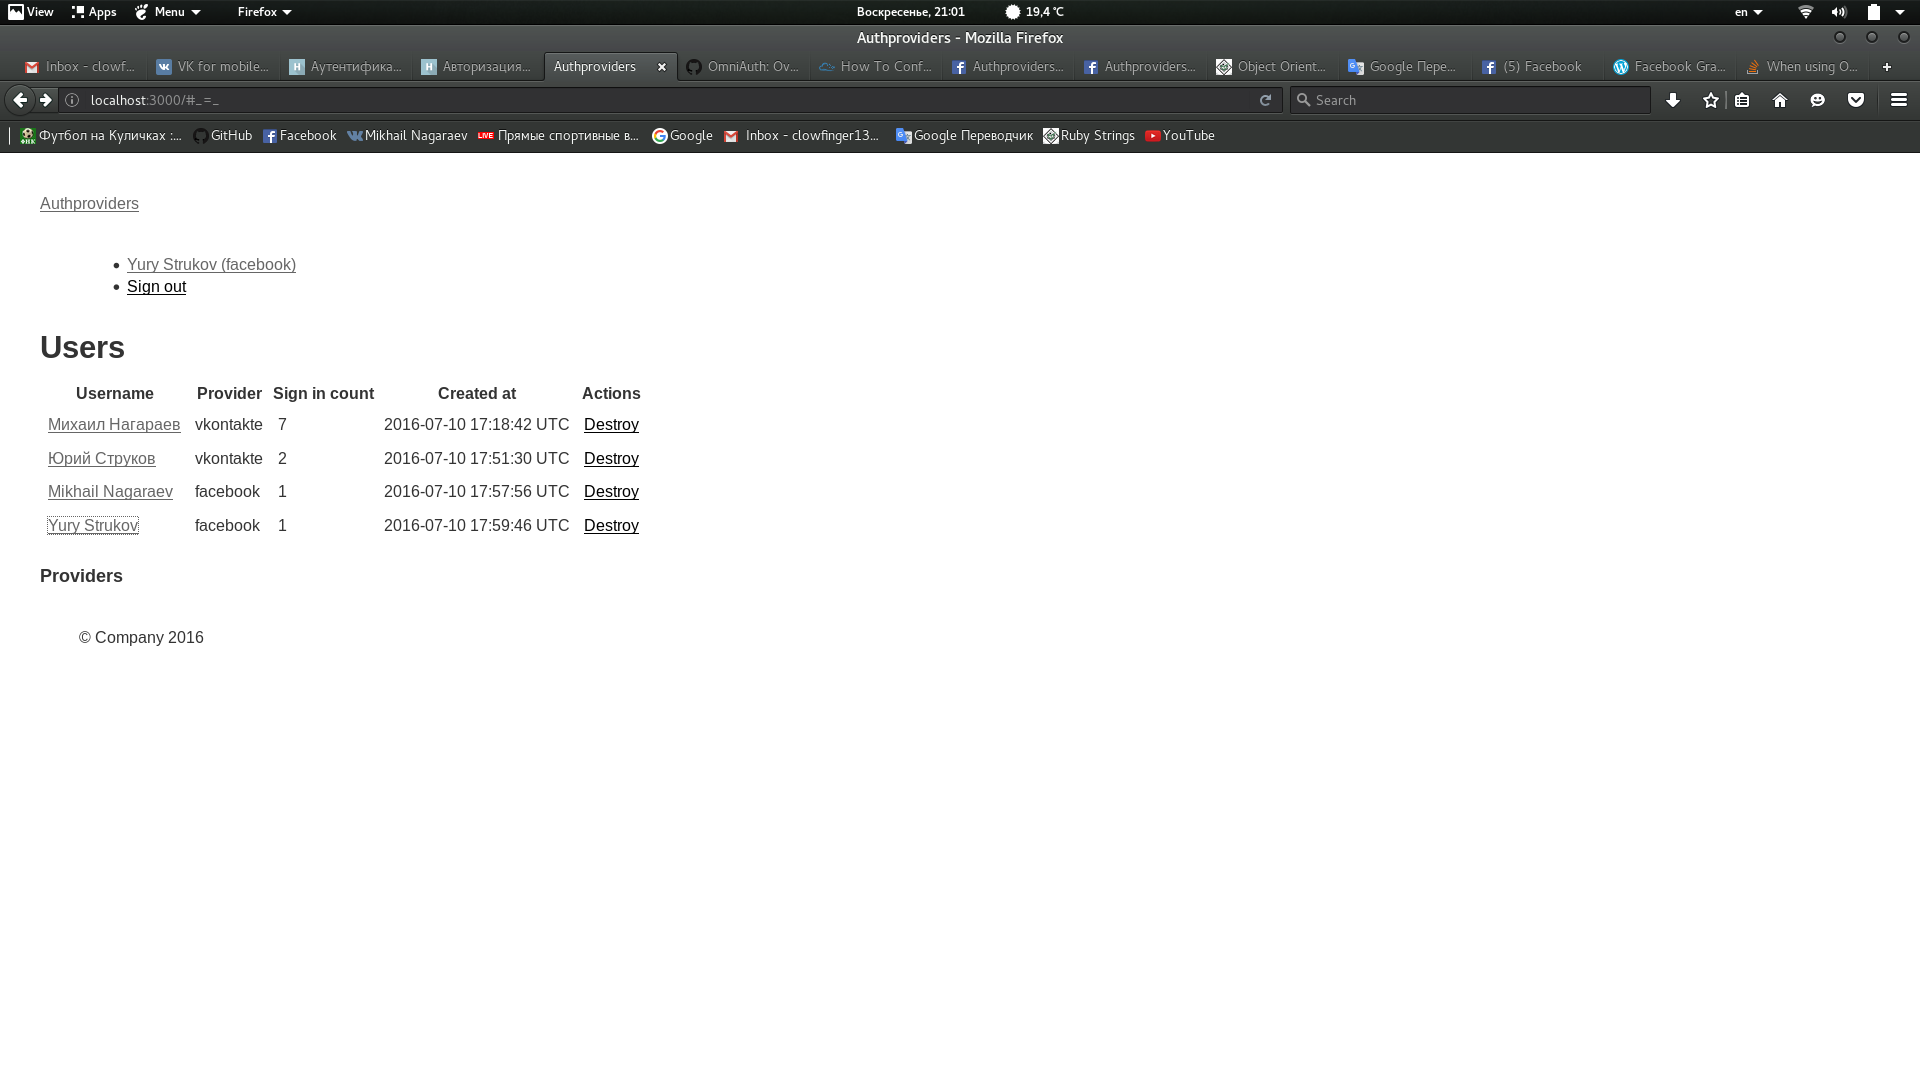 View Apps Menu Firefox Воскресенье, 21:01 19,4 °C en
Authproviders - Mozilla Firefox
Inbox - clowf... VK for mobile... Аутентифика... Авторизация... Authproviders OmniAuth: Ov... How To Conf... Authproviders... Authproviders... Object Orient... Google Пере... (5) Facebook Facebook Gra... When using O...
localhost:3000/#_=_ Search
Футбол на Куличках :... GitHub Facebook Mikhail Nagaraev LIVE Прямые спортивные в... Google Inbox - clowfinger13... Google Переводчик Ruby Strings YouTube
Authproviders
• Yury Strukov (facebook)
• Sign out
Users
Username Provider Sign in count Created at Actions
Михаил Нагараев vkontakte 7 2016-07-10 17:18:42 UTC Destroy
Юрий Струков vkontakte 2 2016-07-10 17:51:30 UTC Destroy
Mikhail Nagaraev facebook 1 2016-07-10 17:57:56 UTC Destroy
Yury Strukov facebook 1 2016-07-10 17:59:46 UTC Destroy
Providers
© Company 2016